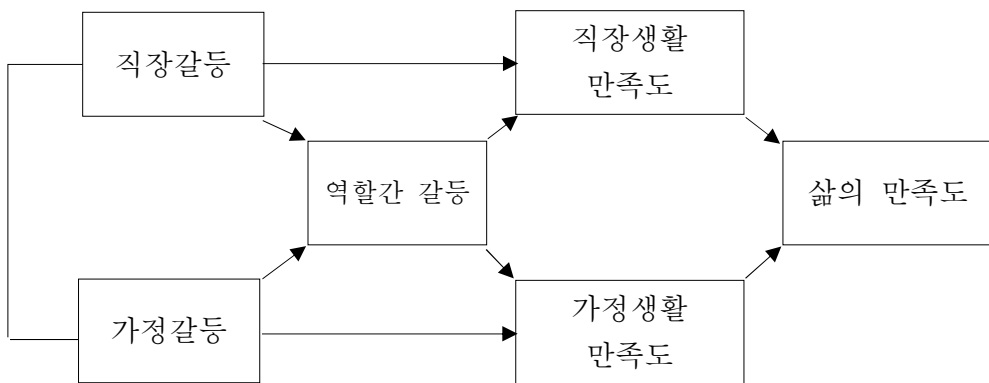 직장갈등
직장생활
만족도
역할간 갈등
삶의 만족도
가정갈등
가정생활
만족도